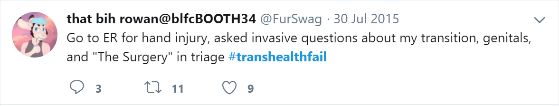 that bih rowan@blfcBOOTH34 @FurSwag · 30 Jul 2015
Go to ER for hand injury, asked invasive questions about my transition, genitals,
and "The Surgery" in triage #transhealthfail
3 11 9